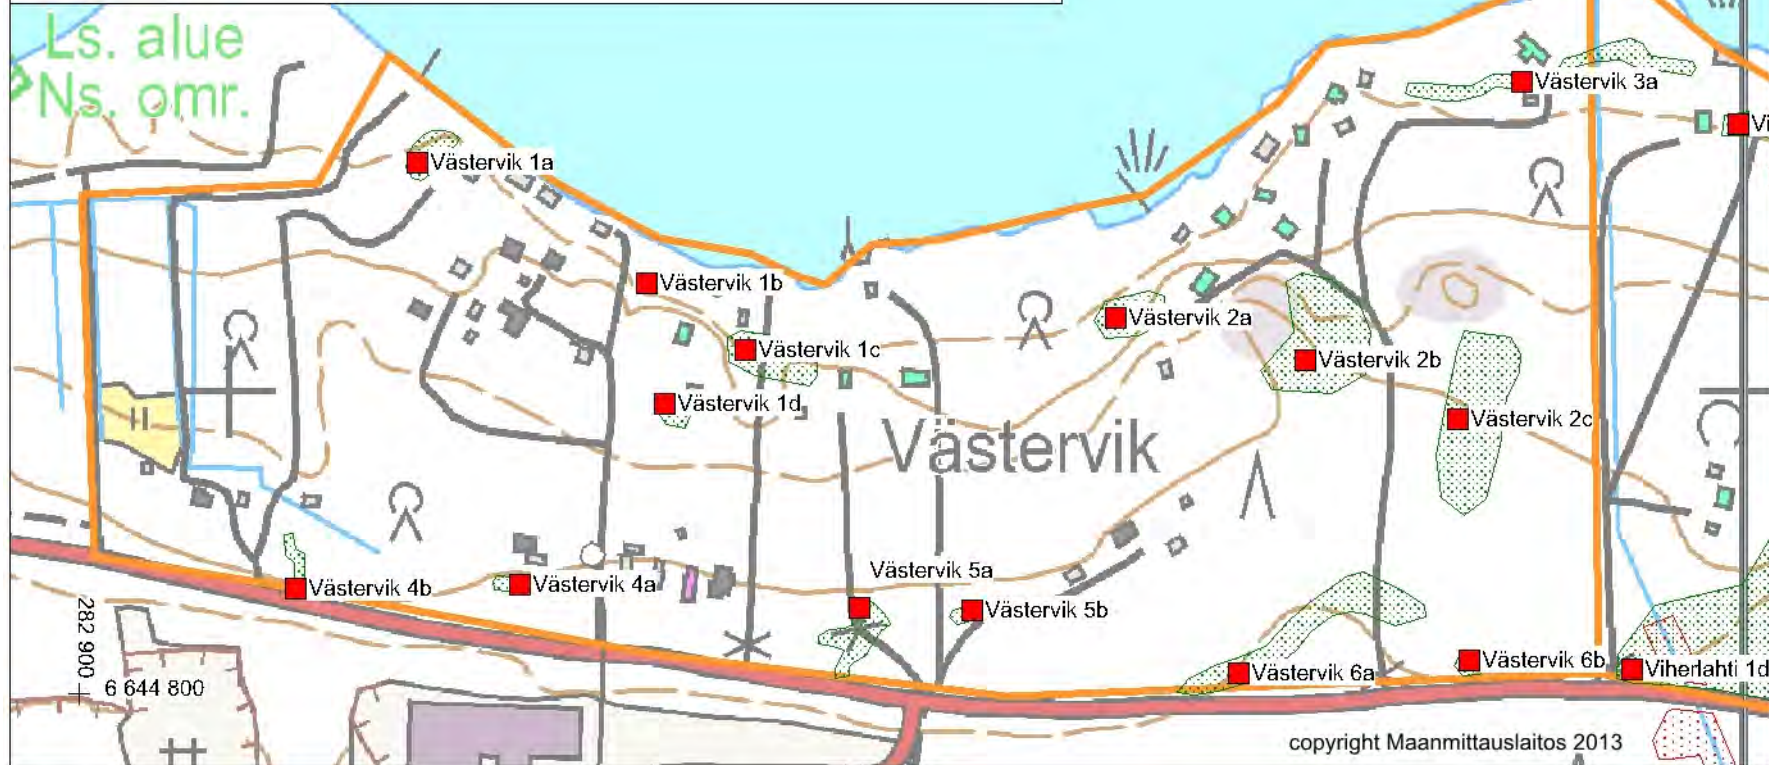 Ls. alue
Ns. omr.
Västervik 3a
Vi
Västervik 1a
Västervik 1b
Västervik 2a
Västervik 1c
Västervik 2b
Västervik 1d
Västervik 2c
Västervik
Västervik 5a
Västervik 4b
Västervik 4a
Västervik 5b
Västervik 6b
Västervik 6a
Viherlahti 1d
282 900
6 644 800
copyright Maanmittauslaitos 2013